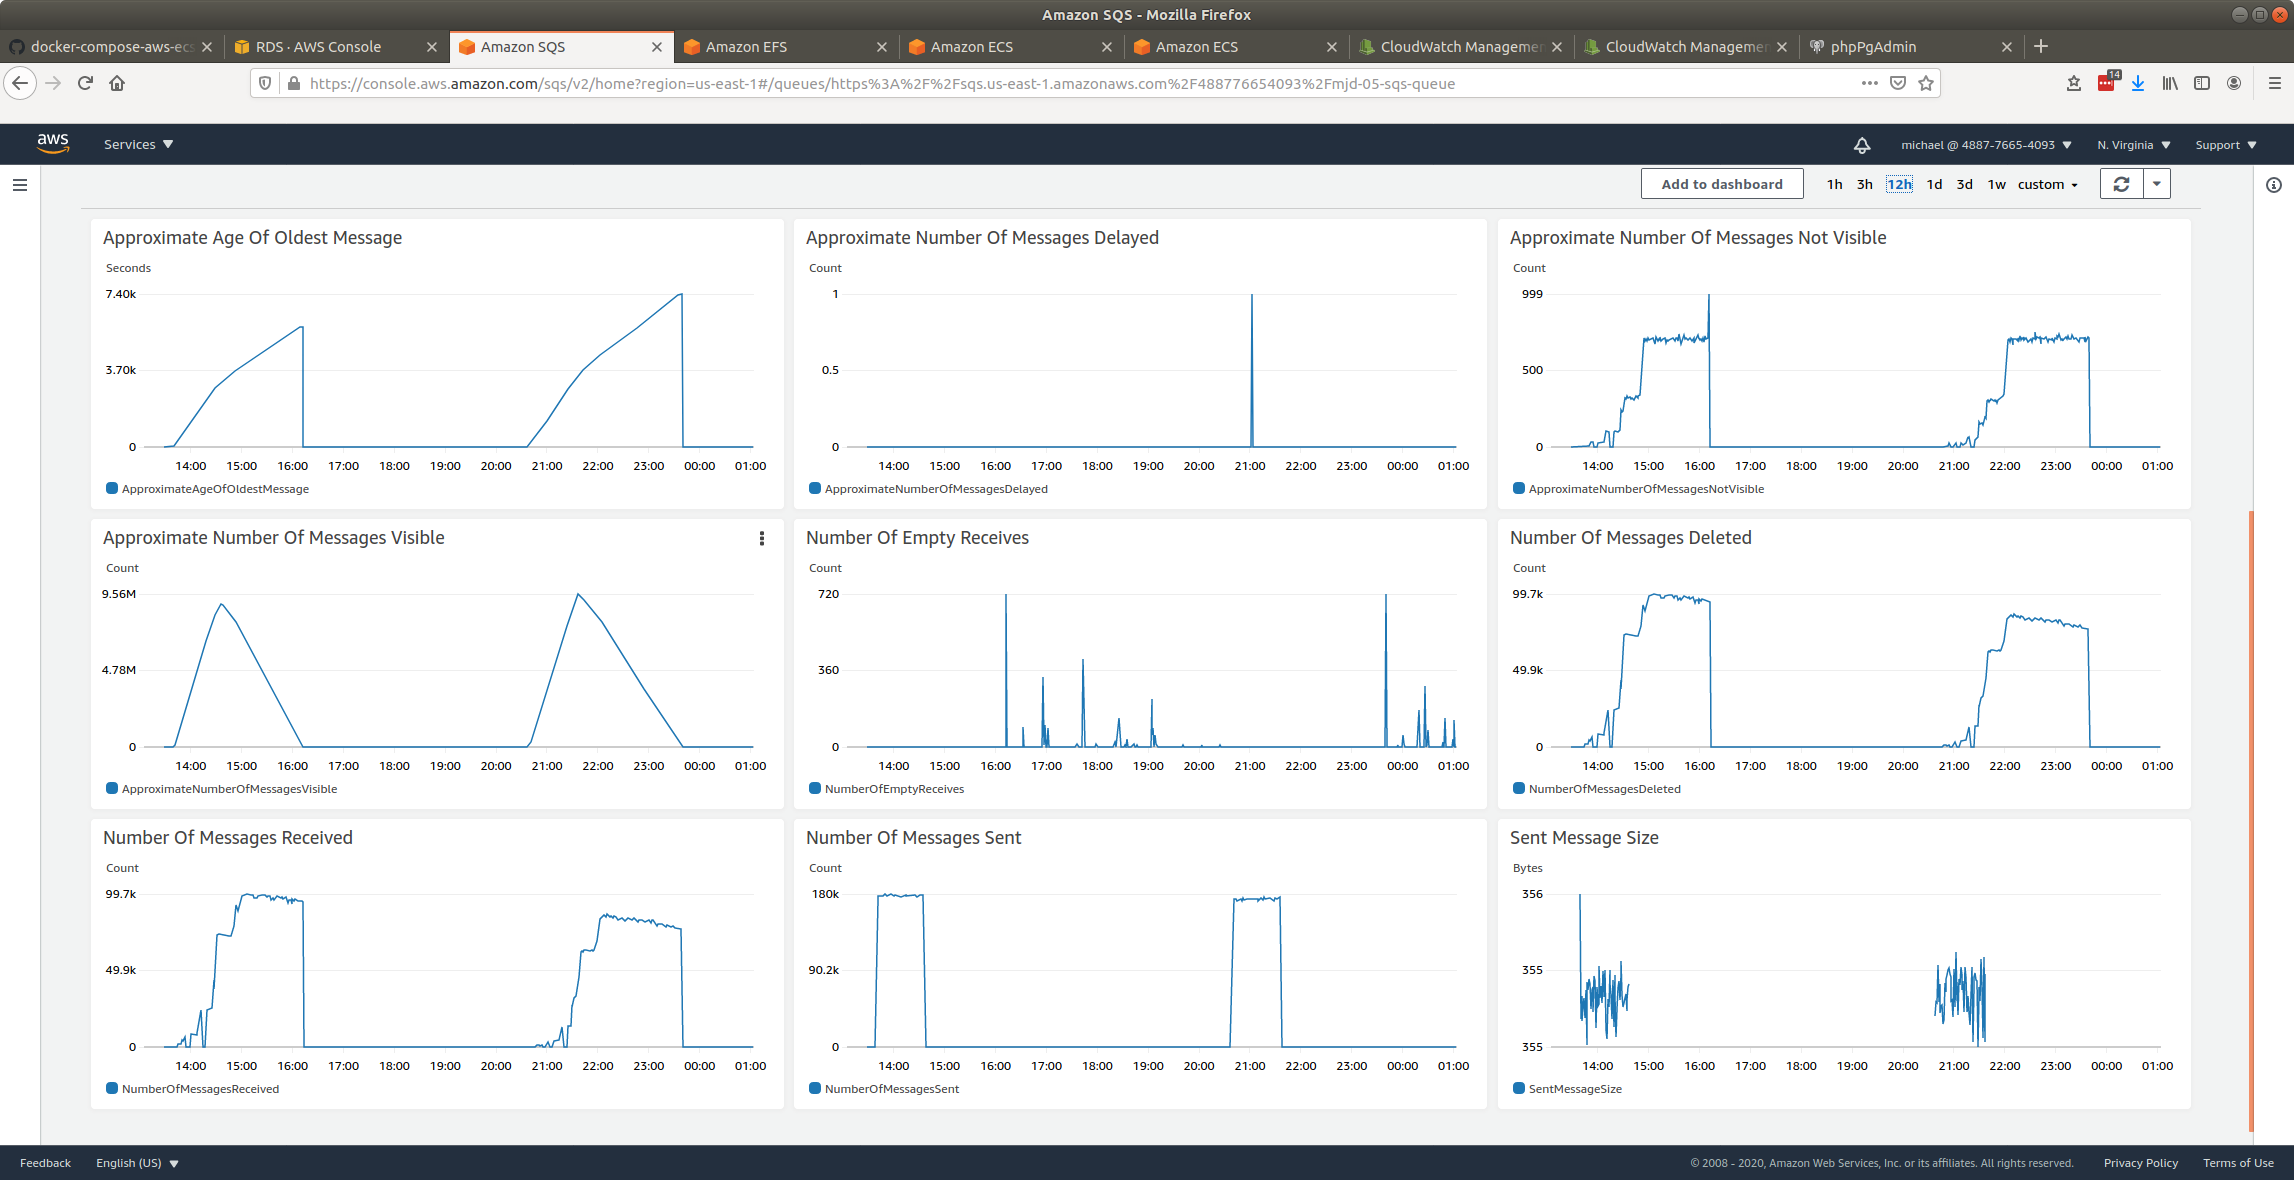 Amazon SQS - Mozilla Firefox
docker-compose-aws-ecs
RDS · AWS Console
Amazon SQS
Amazon EFS
Amazon ECS
Amazon ECS
CloudWatch Managemen
CloudWatch Managemen
phpPgAdmin
https://console.aws.amazon.com/sqs/v2/home?region=us-east-1#/queues/https%3A%2F%2Fsqs.us-east-1.amazonaws.com%2F488776654093%2Fmjd-05-sqs-queue
14
aws
Services
michael @ 4887-7665-4093
N. Virginia
Support
Add to dashboard
1h 3h 12h 1d 3d 1w custom
Approximate Age Of Oldest Message
Seconds
7.40k
3.70k
0
14:00 15:00 16:00 17:00 18:00 19:00 20:00 21:00 22:00 23:00 00:00 01:00
ApproximateAgeOfOldestMessage
Approximate Number Of Messages Delayed
Count
1
0.5
0
14:00 15:00 16:00 17:00 18:00 19:00 20:00 21:00 22:00 23:00 00:00 01:00
ApproximateNumberOfMessagesDelayed
Approximate Number Of Messages Not Visible
Count
999
500
0
14:00 15:00 16:00 17:00 18:00 19:00 20:00 21:00 22:00 23:00 00:00 01:00
ApproximateNumberOfMessagesNotVisible
Approximate Number Of Messages Visible
Count
9.56M
4.78M
0
14:00 15:00 16:00 17:00 18:00 19:00 20:00 21:00 22:00 23:00 00:00 01:00
ApproximateNumberOfMessagesVisible
Number Of Empty Receives
Count
720
360
0
14:00 15:00 16:00 17:00 18:00 19:00 20:00 21:00 22:00 23:00 00:00 01:00
NumberOfEmptyReceives
Number Of Messages Deleted
Count
99.7k
49.9k
0
14:00 15:00 16:00 17:00 18:00 19:00 20:00 21:00 22:00 23:00 00:00 01:00
NumberOfMessagesDeleted
Number Of Messages Received
Count
99.7k
49.9k
0
14:00 15:00 16:00 17:00 18:00 19:00 20:00 21:00 22:00 23:00 00:00 01:00
NumberOfMessagesReceived
Number Of Messages Sent
Count
180k
90.2k
0
14:00 15:00 16:00 17:00 18:00 19:00 20:00 21:00 22:00 23:00 00:00 01:00
NumberOfMessagesSent
Sent Message Size
Bytes
356
355
355
14:00 15:00 16:00 17:00 18:00 19:00 20:00 21:00 22:00 23:00 00:00 01:00
SentMessageSize
Feedback
English (US)
© 2008 - 2020, Amazon Web Services, Inc. or its affiliates. All rights reserved.
Privacy Policy
Terms of Use